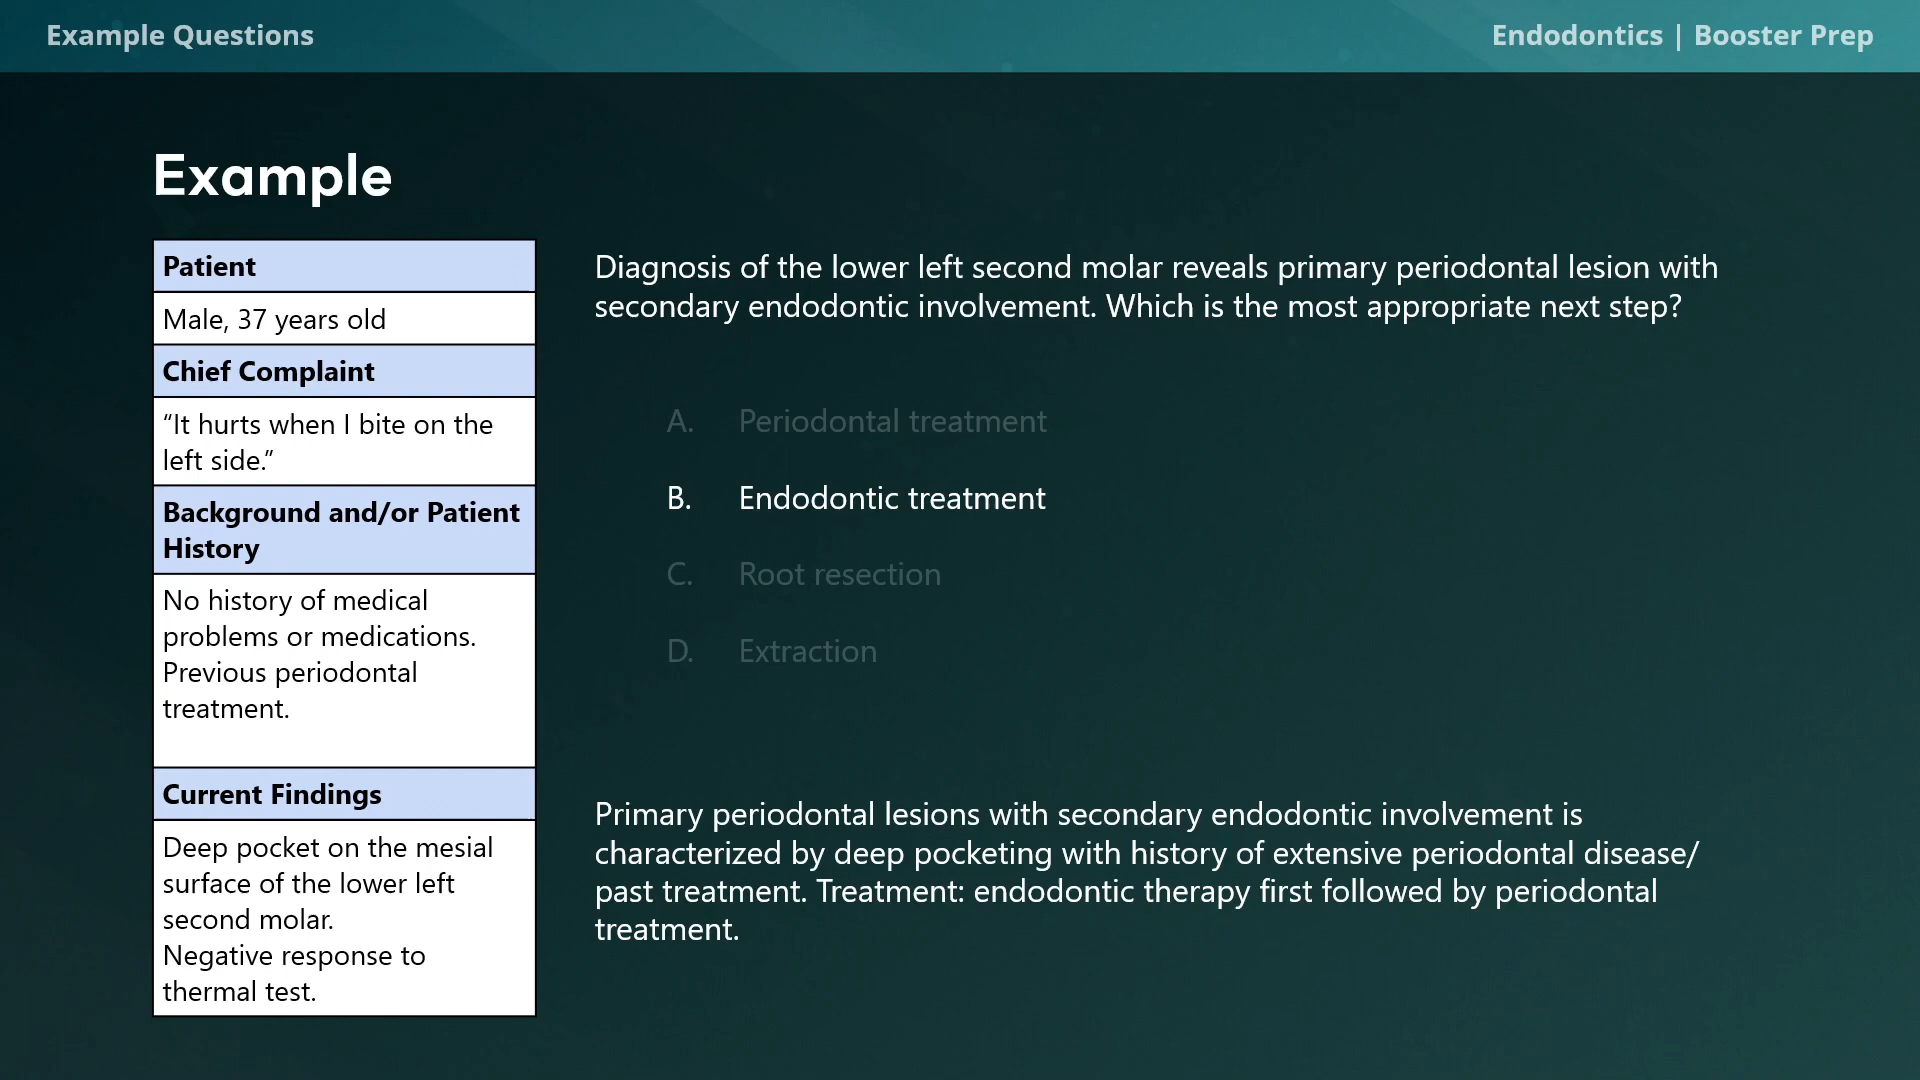 Example Questions
Endodontics | Booster Prep
Example
Patient
Male, 37 years old
Chief Complaint
“It hurts when I bite on the
left side.”
Background and/or Patient
History
No history of medical
problems or medications.
Previous periodontal
treatment.
Current Findings
Deep pocket on the mesial
surface of the lower left
second molar.
Negative response to
thermal test.
Diagnosis of the lower left second molar reveals primary periodontal lesion with
secondary endodontic involvement. Which is the most appropriate next step?
A. Periodontal treatment
B. Endodontic treatment
C. Root resection
D. Extraction
Primary periodontal lesions with secondary endodontic involvement is
characterized by deep pocketing with history of extensive periodontal disease/
past treatment. Treatment: endodontic therapy first followed by periodontal
treatment.